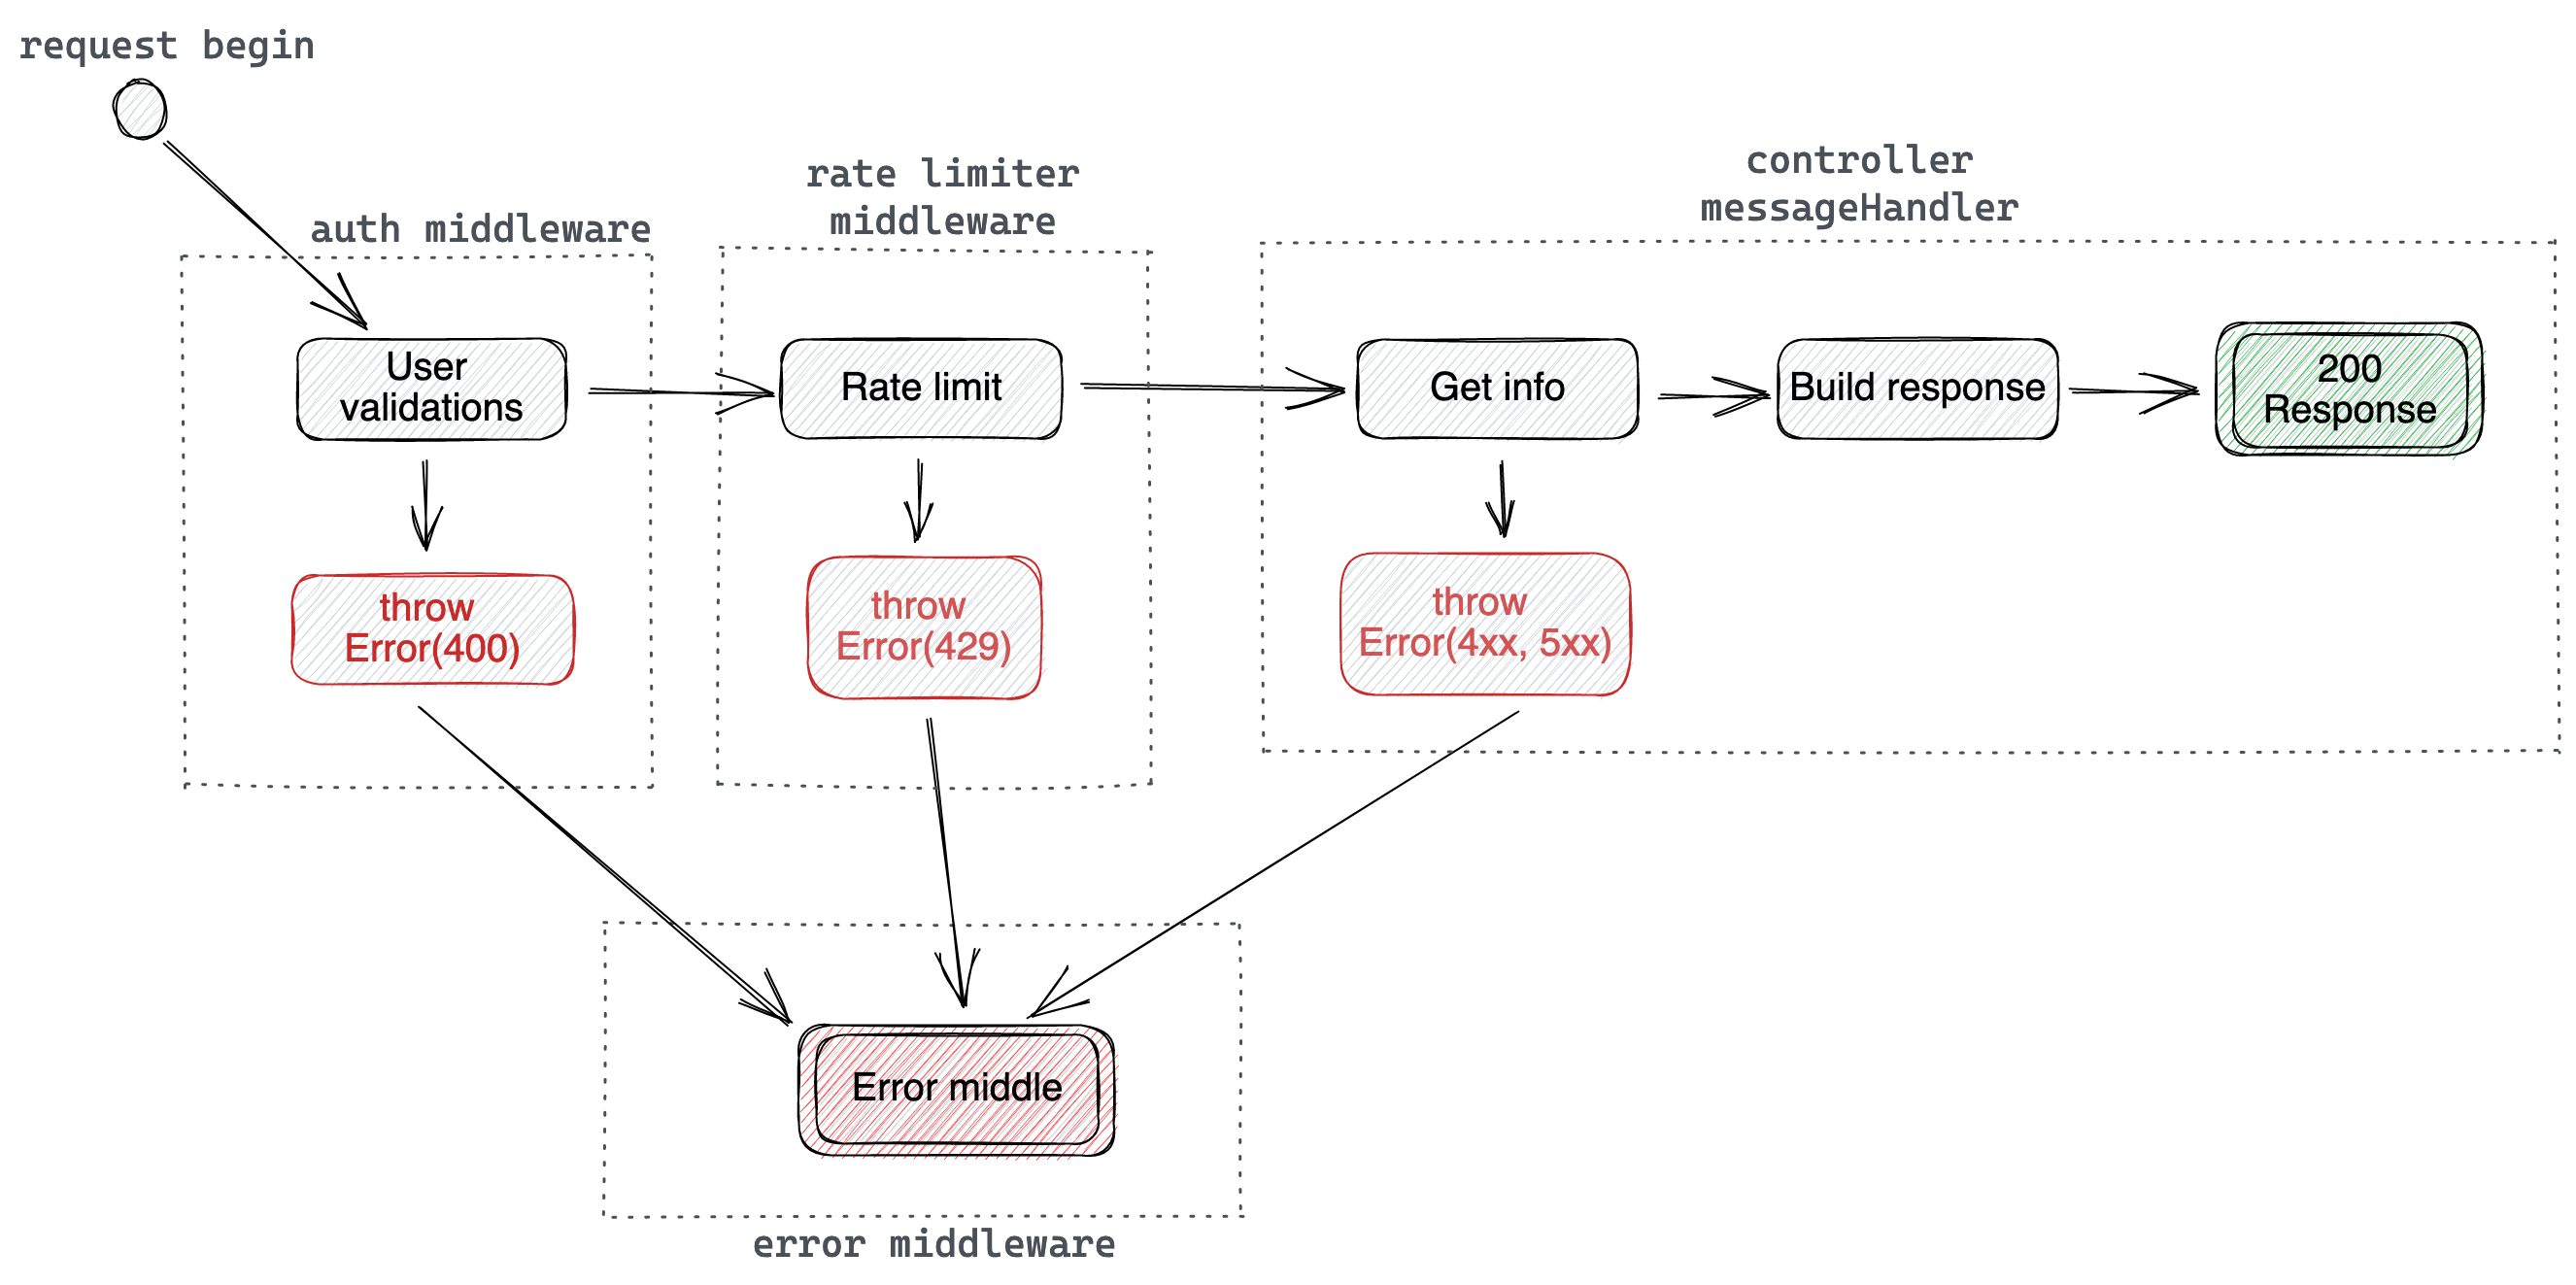 request begin
auth middleware
rate limiter
middleware
controller
messageHandler
User
validations
Rate limit
Get info
Build response
200
Response
throw
Error(400)
throw
Error(429)
throw
Error(4xx, 5xx)
Error middle
error middleware